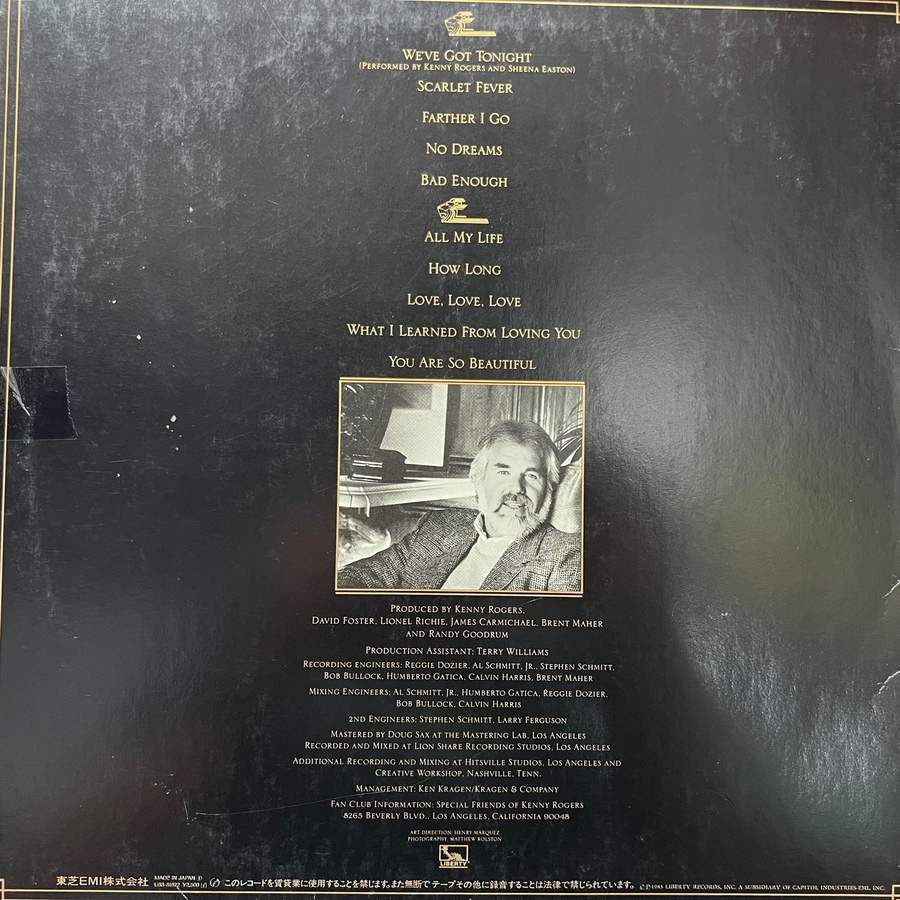 WE'VE GOT TONIGHT
(PERFORMED BY KENNY ROGERS AND SHEENA EASTON)
SCARLET FEVER
FARTHER I GO
NO DREAMS
BAD ENOUGH
ALL MY LIFE
HOW LONG
LOVE, LOVE, LOVE
WHAT I LEARNED FROM LOVING YOU
YOU ARE SO BEAUTIFUL
PRODUCED BY KENNY ROGERS,
DAVID FOSTER, LIONEL RICHIE, JAMES CARMICHAEL, BRENT MAHER
AND RANDY GOODRUM
PRODUCTION ASSISTANT: TERRY WILLIAMS
RECORDING ENGINEERS: REGGIE DOZIER, AL SCHMITT, JR., STEPHEN SCHMITT,
BOB BULLOCK, HUMBERTO GATICA, CALVIN HARRIS, BRENT MAHER
MIXING ENGINEERS: AL SCHMITT, JR., HUMBERTO GATICA, REGGIE DOZIER,
BOB BULLOCK, CALVIN HARRIS
2ND ENGINEERS: STEPHEN SCHMITT, LARRY FERGUSON
MASTERED BY DOUG SAX AT THE MASTERING LAB, LOS ANGELES
RECORDED AND MIXED AT LION SHARE RECORDING STUDIOS, LOS ANGELES
ADDITIONAL RECORDING AND MIXING AT HITSVILLE STUDIOS, LOS ANGELES AND
CREATIVE WORKSHOP, NASHVILLE, TENN.
MANAGEMENT: KEN KRAGEN/KRAGEN & COMPANY
FAN CLUB INFORMATION: SPECIAL FRIENDS OF KENNY ROGERS
8265 BEVERLY BLVD., LOS ANGELES, CALIFORNIA 90048
ART DIRECTION: HENRY MARQUEZ
PHOTOGRAPHY: MATTHEW ROLSTON
LIBERTY
東芝EMI株式会社 MADE IN JAPAN ¥2,500 このレコードを賃貸業に使用することを禁じます。また無断でテープその他に録音することは法律で禁じられています。 1983 LIBERTY RECORDS, INC. A SUBSIDIARY OF CAPITOL INDUSTRIES-EMI, INC.